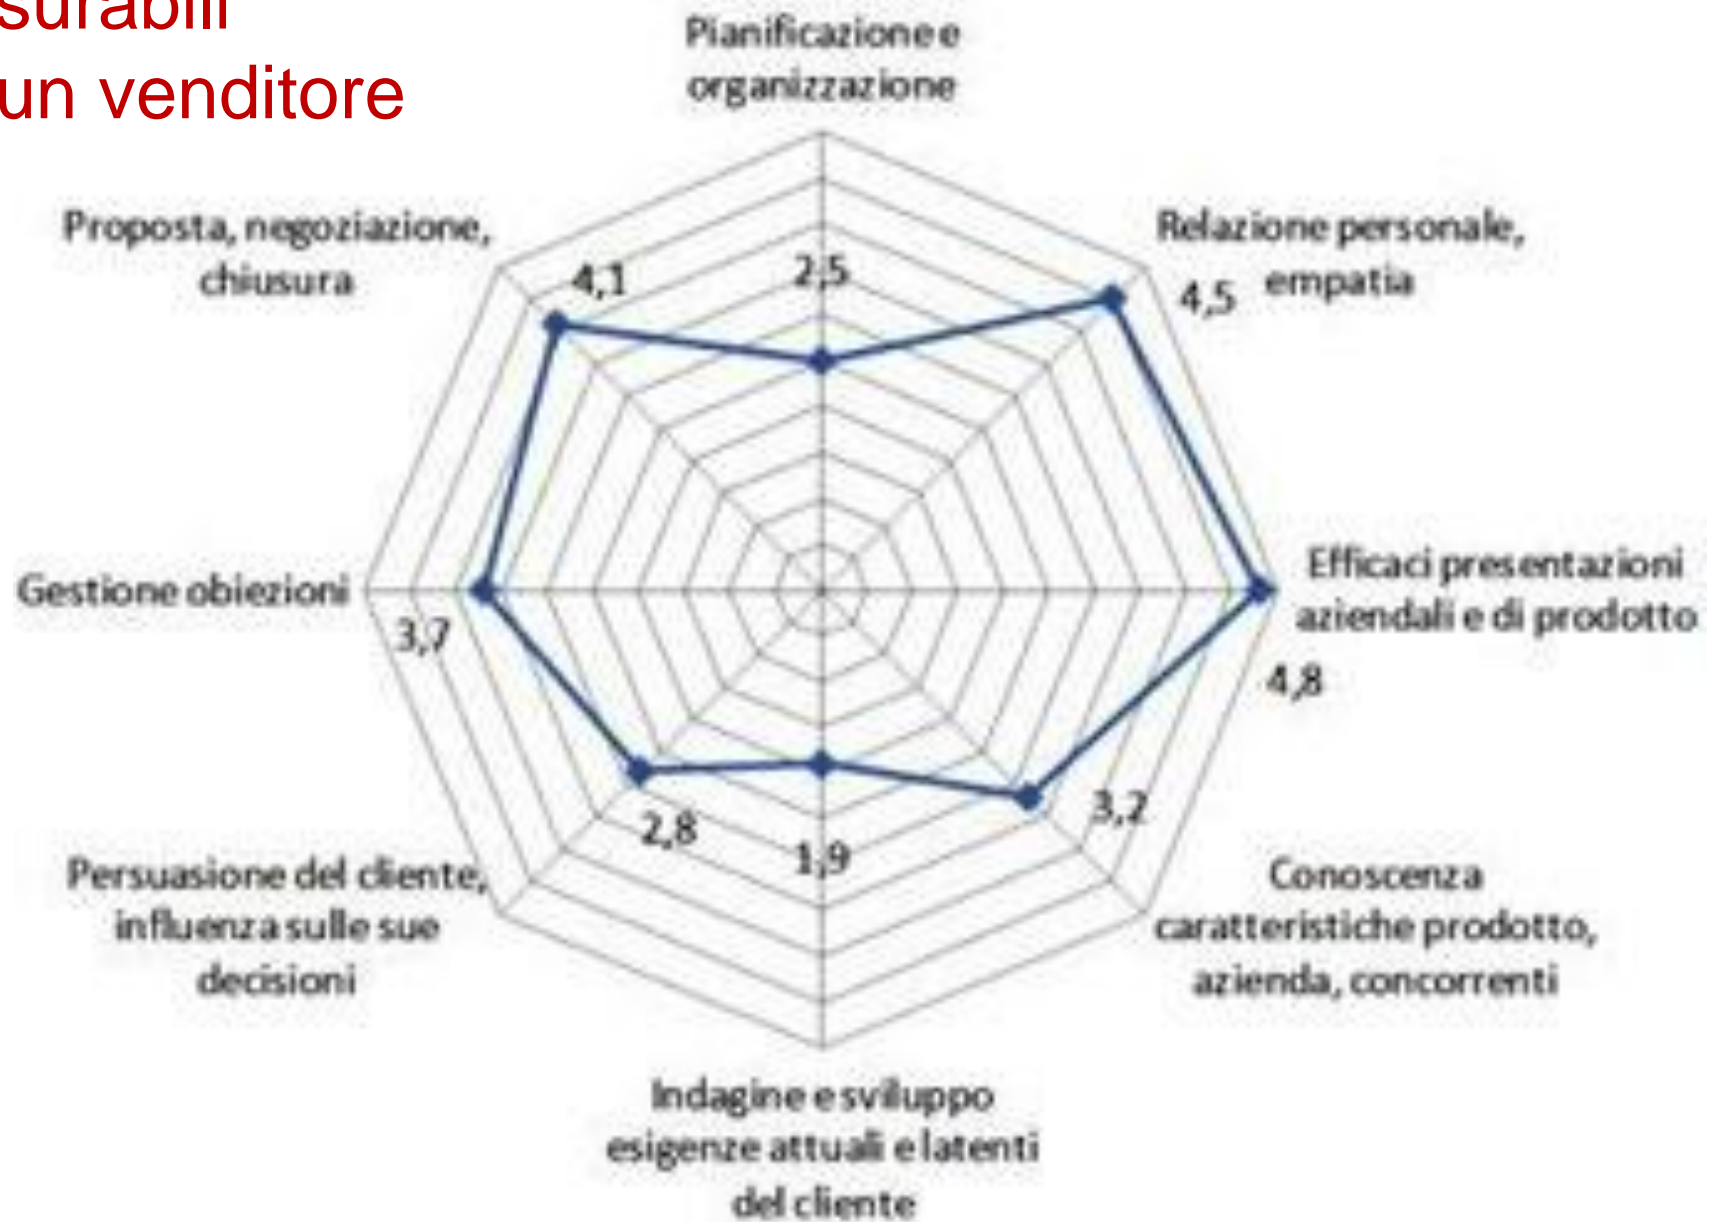 surabili
un venditore
Pianificazione e
organizzazione
Proposta, negoziazione,
chiusura
4,1
2,5
Relazione personale,
empatia
4,5
Gestione obiezioni
3,7
Efficaci presentazioni
aziendali e di prodotto
4,8
2,8
1,9
3,2
Persuasione del cliente,
influenza sulle sue
decisioni
Conoscenza
caratteristiche prodotto,
azienda, concorrenti
Indagine e sviluppo
esigenze attuali e latenti
del cliente